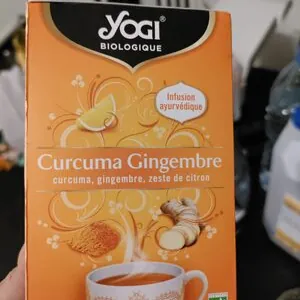 YOGI
BIOLOGIQUE
Infusion
ayurvédique
Curcuma Gingembre
curcuma, gingembre, zeste de citron